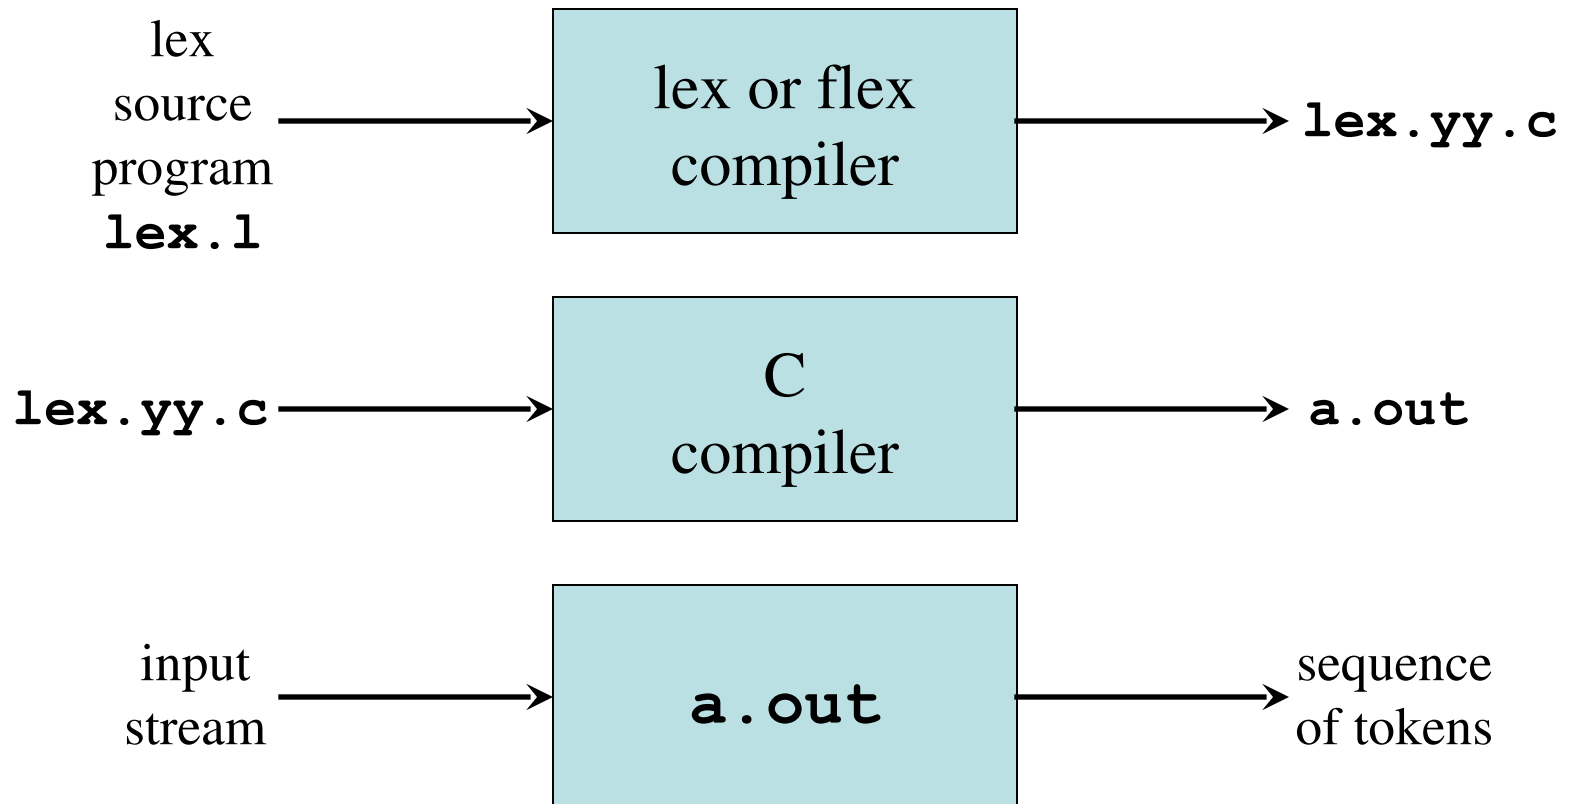 lex
source
program
lex.l
lex or flex
compiler
lex.yy.c
lex.yy.c
C
compiler
a.out
input
stream
a.out
sequence
of tokens